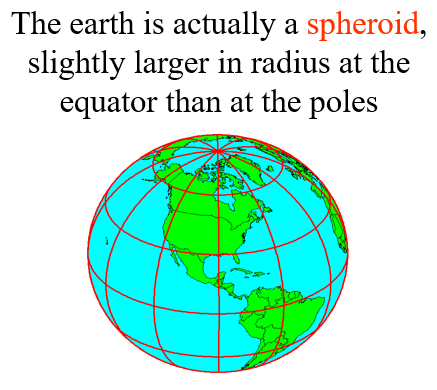 The earth is actually a spheroid,
slightly larger in radius at the
equator than at the poles